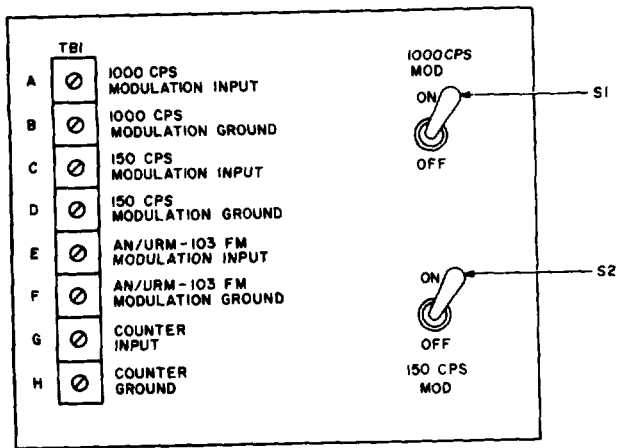 TB1
A
1000 CPS
MODULATION INPUT
B
1000 CPS
MODULATION GROUND
C
150 CPS
MODULATION INPUT
D
150 CPS
MODULATION GROUND
E
AN/URM-103 FM
MODULATION INPUT
F
AN/URM-103 FM
MODULATION GROUND
G
COUNTER
INPUT
H
COUNTER
GROUND
1000 CPS
MOD
ON
S1
OFF
ON
S2
OFF
150 CPS
MOD